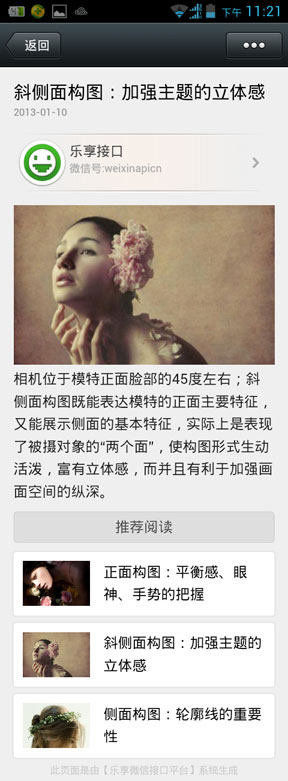 下午 11:21
返回
斜侧面构图：加强主题的立体感
2013-01-10
乐享接口
微信号:weixinapicn
相机位于模特正面脸部的45度左右；斜
侧面构图既能表达模特的正面主要特征，
又能展示侧面的基本特征，实际上是表现
了被摄对象的“两个面”，使构图形式生动
活泼，富有立体感，而并且有利于加强画
面空间的纵深。
推荐阅读
正面构图：平衡感、眼
神、手势的把握
斜侧面构图：加强主题的
立体感
侧面构图：轮廓线的重要
性
此页面是由【乐享微信接口平台】系统生成